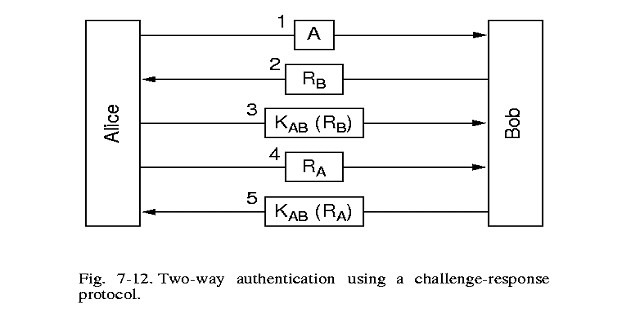 1 A
2 R_B
3 K_AB (R_B)
4 R_A
5 K_AB (R_A)
Alice
Bob
Fig. 7-12. Two-way authentication using a challenge-response
protocol.